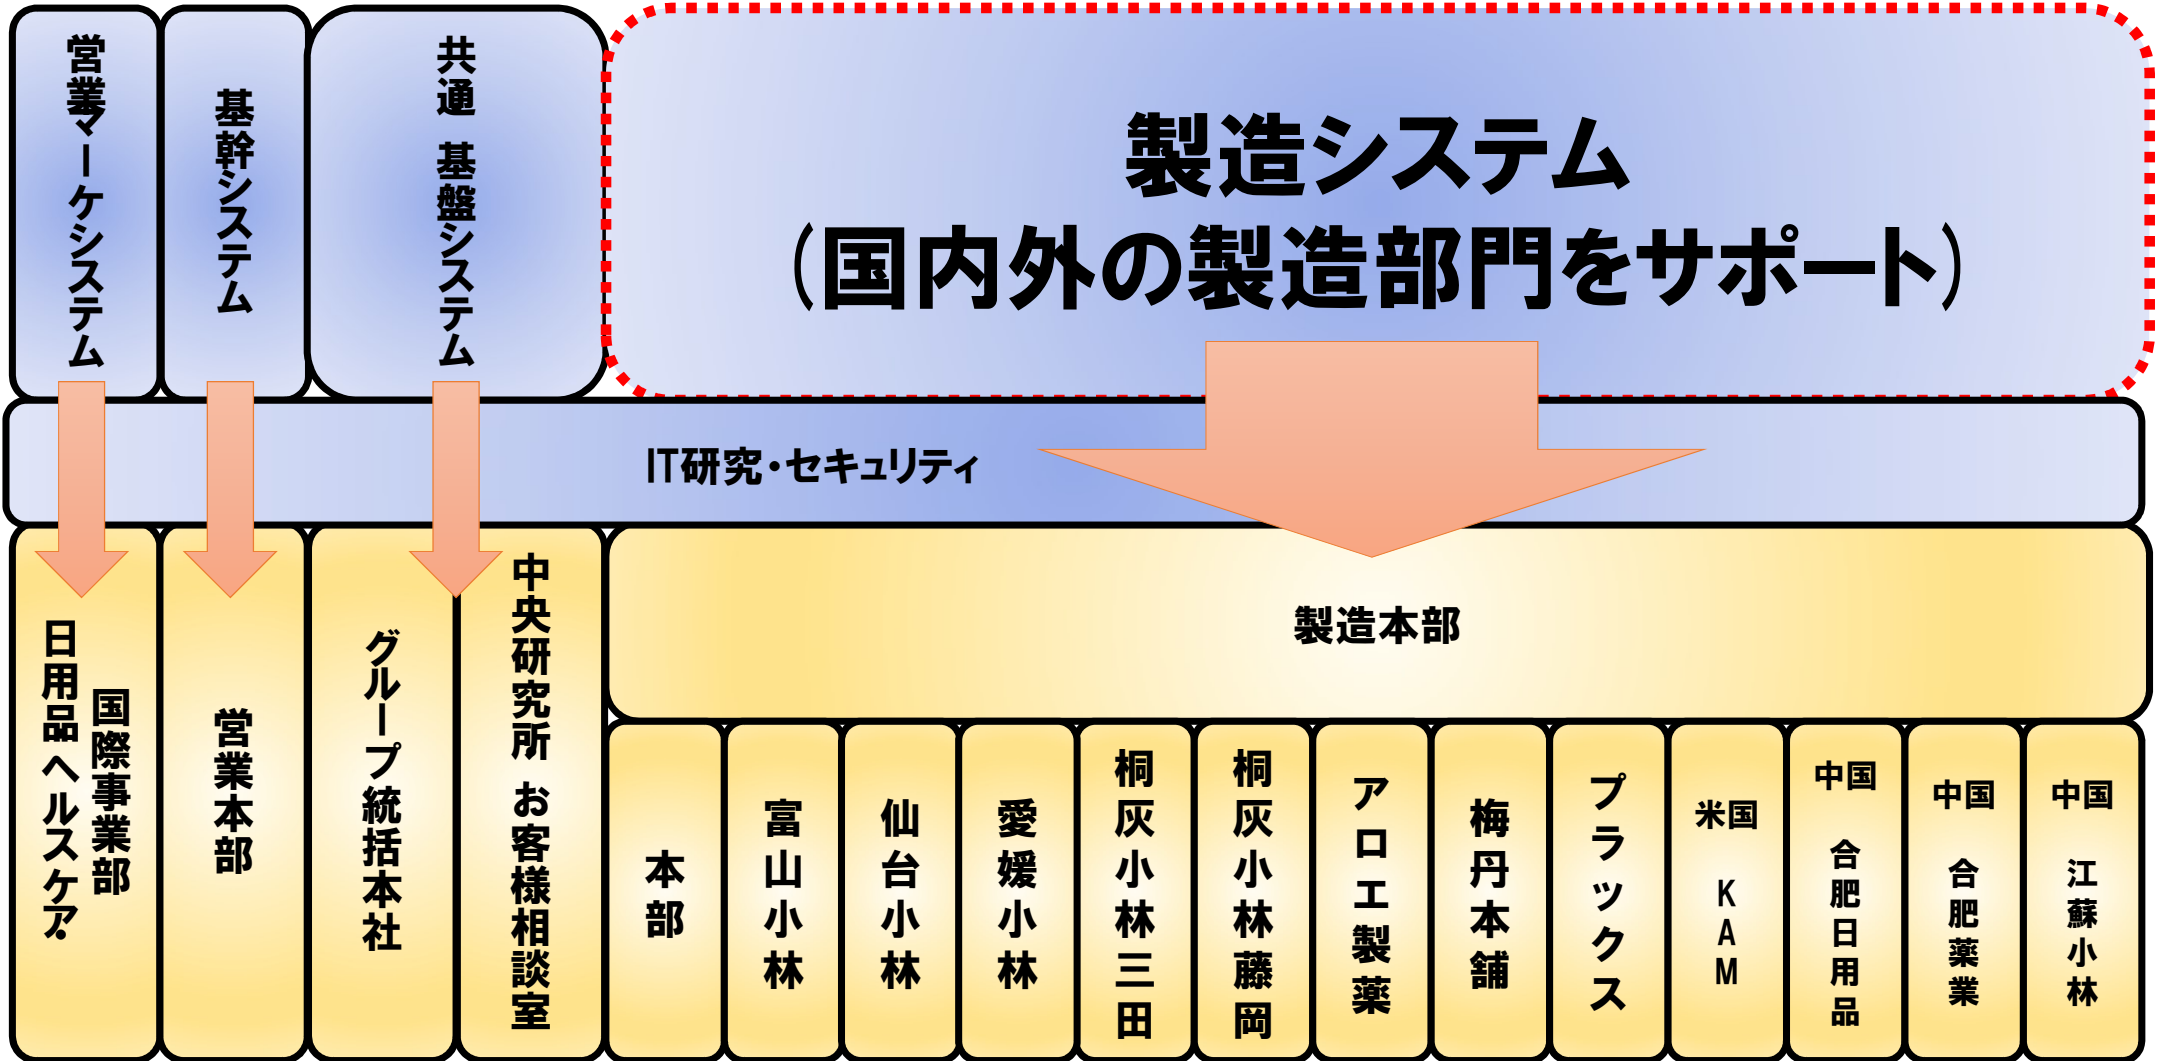 営業マーケシステム
基幹システム
共通 基盤システム
製造システム
（国内外の製造部門をサポート）
IT研究・セキュリティ
日用品 ヘルスケア・
国際事業部
営業本部
グループ統括本社
中央研究所 お客様相談室
製造本部
本部
富山小林
仙台小林
愛媛小林
桐灰小林三田
桐灰小林藤岡
アロエ製薬
梅丹本舗
プラックス
米国
KAM
中国
合肥日用品
中国
合肥薬業
中国
江蘇小林